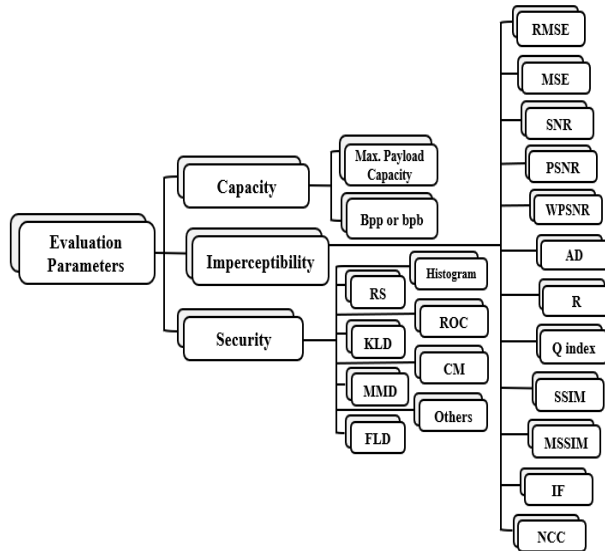 Evaluation
Parameters
Capacity
Max. Payload
Capacity
Bpp or bpb
Imperceptibility
RMSE
MSE
SNR
PSNR
WPSNR
AD
R
Q index
SSIM
MSSIM
IF
NCC
Security
Histogram
RS
ROC
KLD
CM
MMD
Others
FLD